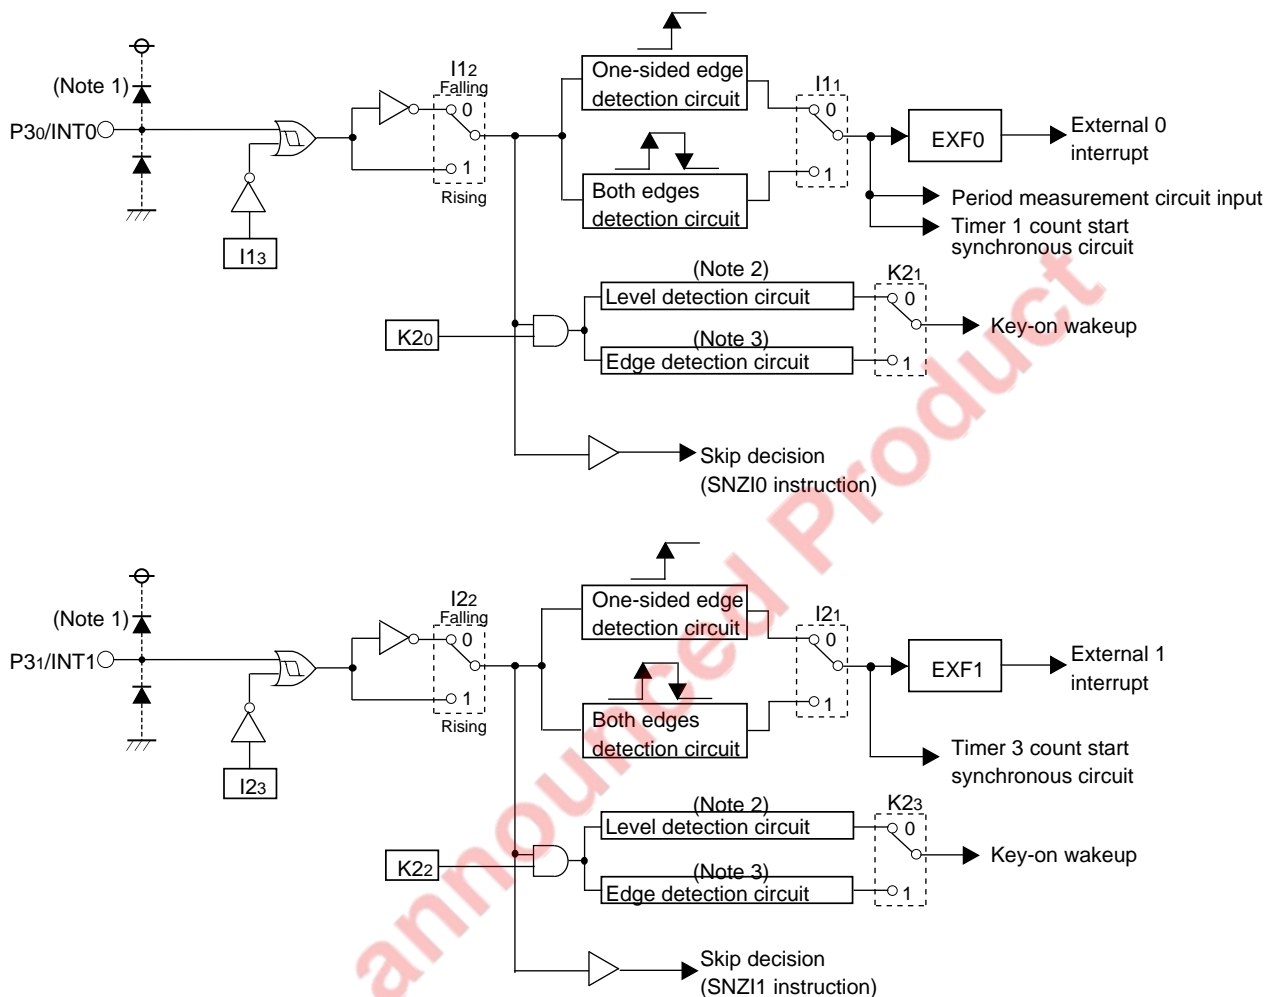 I12
Falling
0
1
Rising
(Note 1)
P30/INT0
I13
One-sided edge
detection circuit
Both edges
detection circuit
I11
0
1
EXF0
External 0
interrupt
Period measurement circuit input
Timer 1 count start
synchronous circuit
(Note 2)
Level detection circuit
K20
(Note 3)
Edge detection circuit
K21
0
1
Key-on wakeup
Skip decision
(SNZI0 instruction)
I22
Falling
0
1
Rising
(Note 1)
P31/INT1
I23
One-sided edge
detection circuit
Both edges
detection circuit
I21
0
1
EXF1
External 1
interrupt
Timer 3 count start
synchronous circuit
(Note 2)
Level detection circuit
K22
(Note 3)
Edge detection circuit
K23
0
1
Key-on wakeup
Skip decision
(SNZI1 instruction)
announced Product